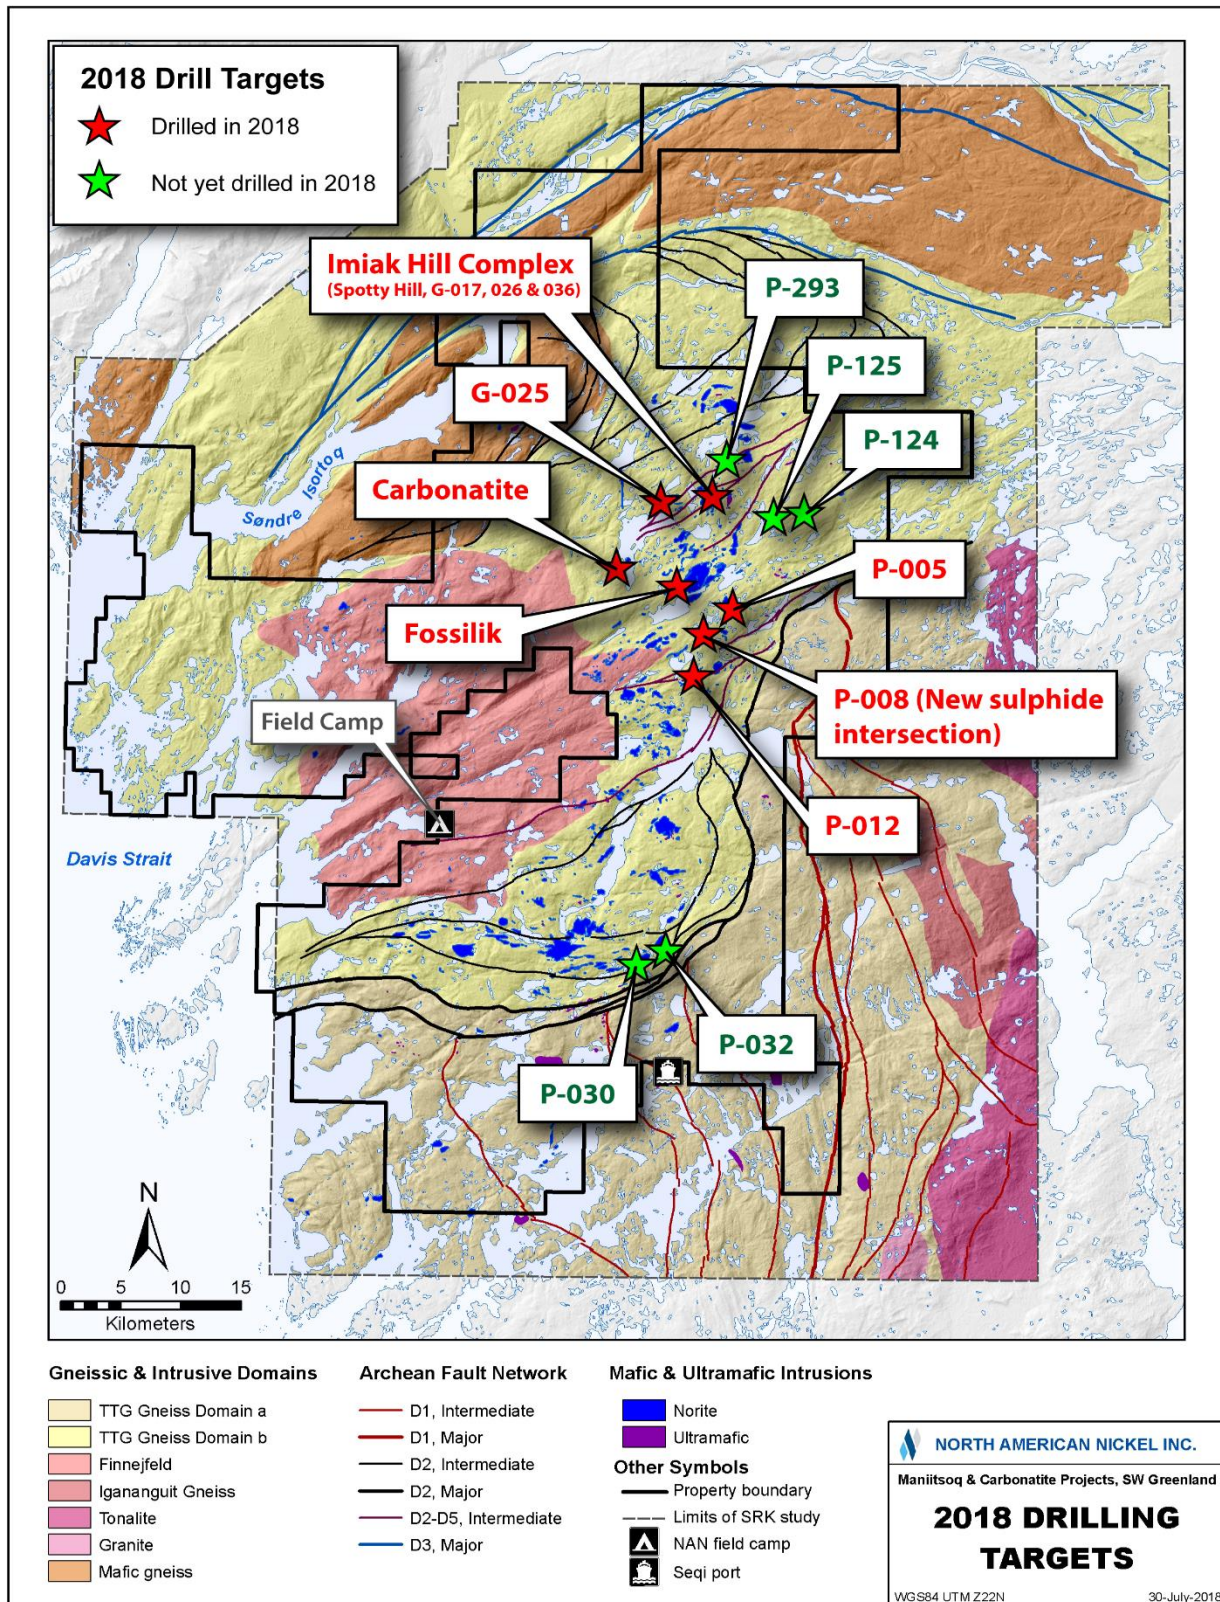 2018 Drill Targets
Drilled in 2018
Not yet drilled in 2018
Imiak Hill Complex
(Spotty Hill, G-017, 026 & 036)
P-293
P-125
G-025
P-124
Carbonatite
Søndre Isortoq
P-005
Fossilik
P-008 (New sulphide
intersection)
Field Camp
P-012
Davis Strait
P-032
P-030
N
0 5 10 15
Kilometers
Gneissic & Intrusive Domains
TTG Gneiss Domain a
TTG Gneiss Domain b
Finnejfeld
Igananguit Gneiss
Tonalite
Granite
Mafic gneiss
Archean Fault Network
D1, Intermediate
D1, Major
D2, Intermediate
D2, Major
D2-D5, Intermediate
D3, Major
Mafic & Ultramafic Intrusions
Norite
Ultramafic
Other Symbols
Property boundary
Limits of SRK study
NAN field camp
Seqi port
NORTH AMERICAN NICKEL INC.
Maniitsoq & Carbonatite Projects, SW Greenland
2018 DRILLING
TARGETS
WGS84 UTM Z22N 30-July-2018